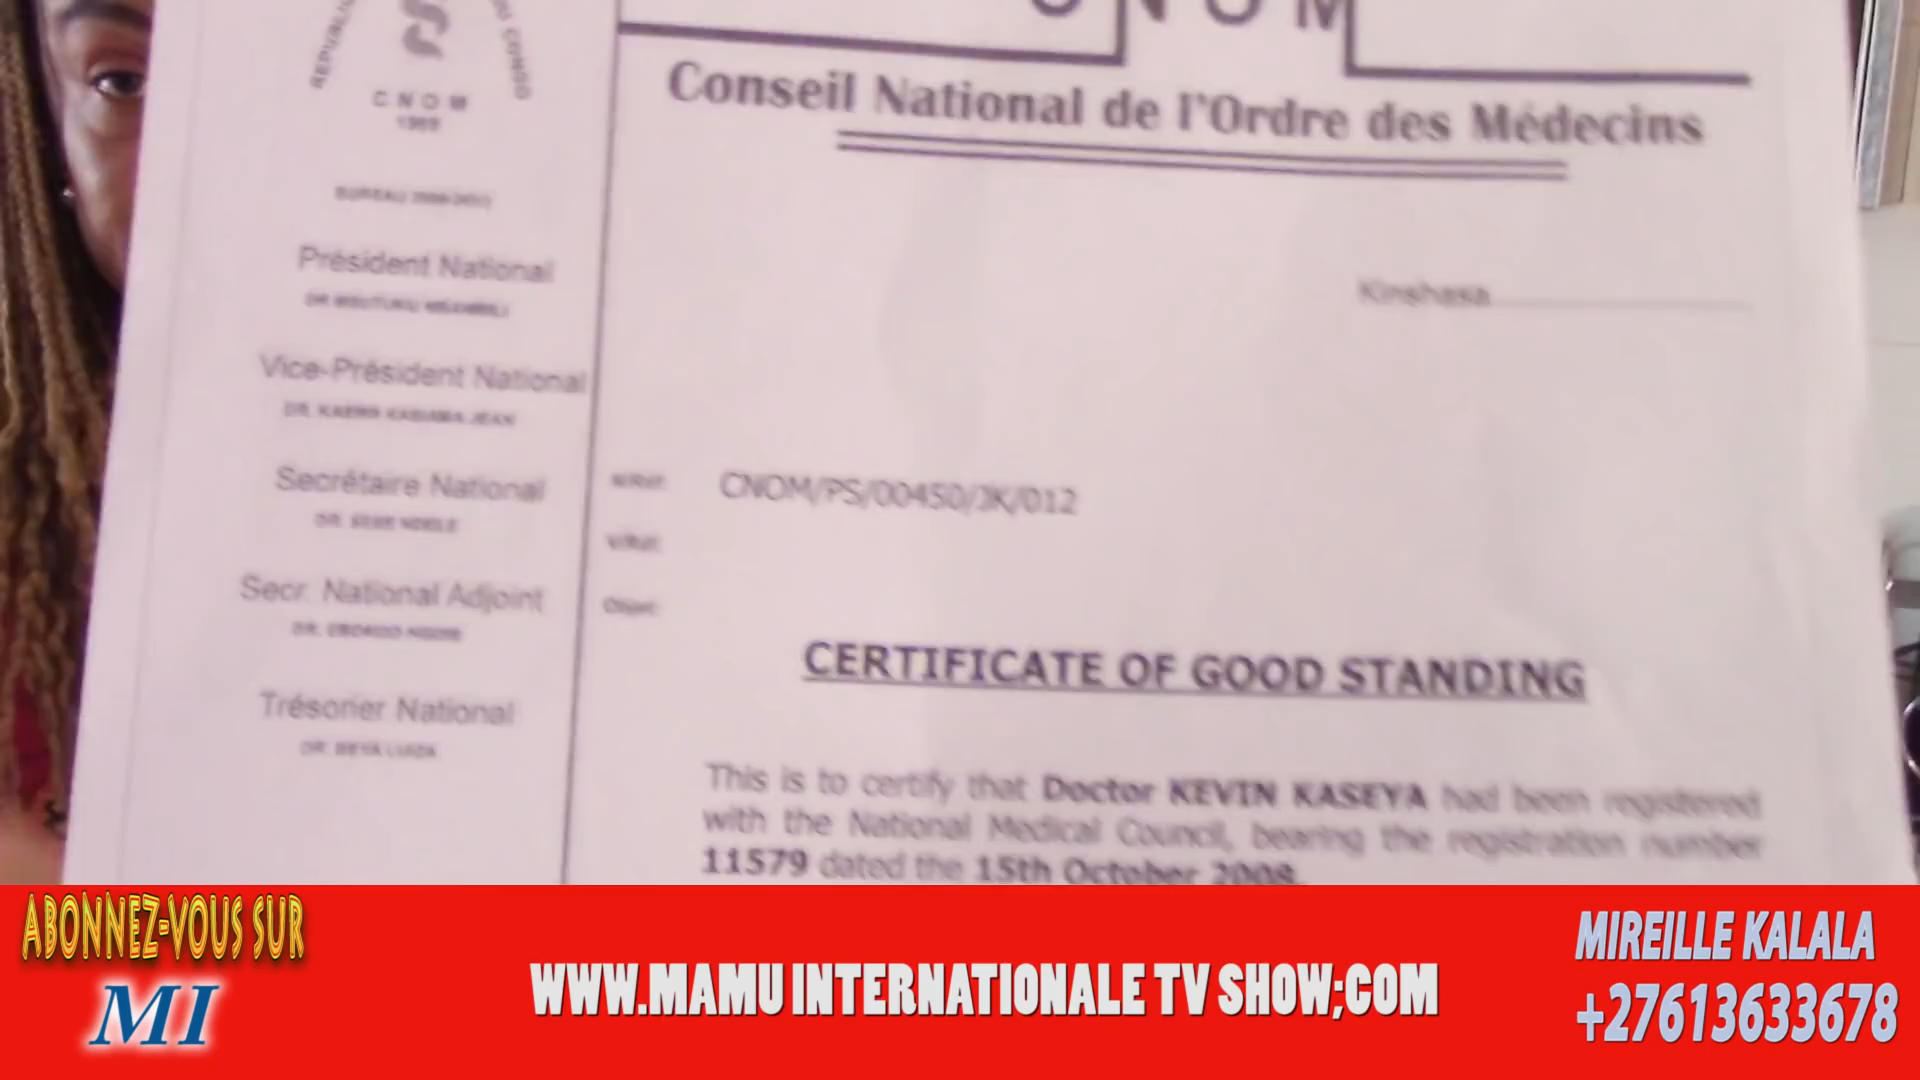 CNOM
Conseil National de l'Ordre des Médecins
CNOM
Président National
Vice-Président National
Secrétaire National
Secr. National Adjoint
Trésorier National
Kinshasa
CNOM/PS/00450/JK/012
Objet:
CERTIFICATE OF GOOD STANDING
This is to certify that Doctor KEVIN KASEYA had been registered
with the National Medical Council, bearing the registration number
11579 dated the 15th October 2008.
ABONNEZ-VOUS SUR
MI
WWW.MAMU INTERNATIONALE TV SHOW;COM
MIREILLE KALALA
+27613633678